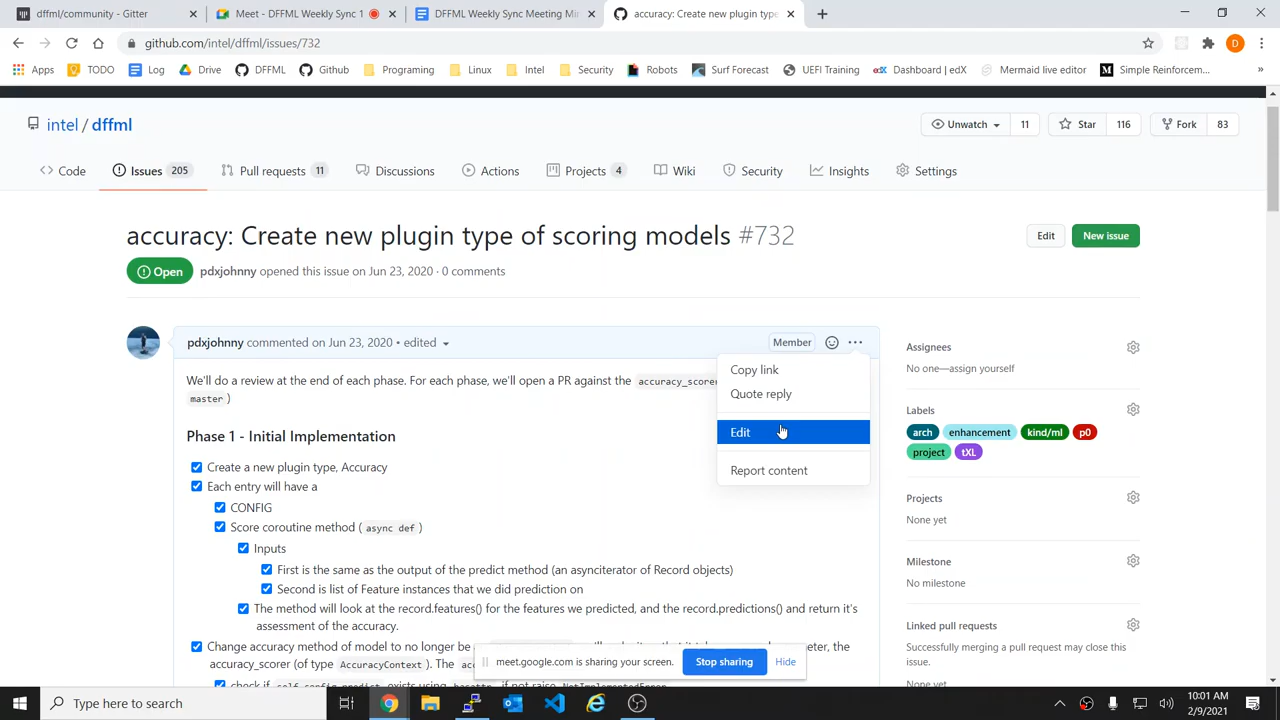 dffml/community - Gitter
Meet - DFFML Weekly Sync 1
DFFML Weekly Sync Meeting Mi
accuracy: Create new plugin type
github.com/intel/dffml/issues/732
D
Apps
TODO
Log
Drive
DFFML
Github
Programing
Linux
Intel
Security
Robots
Surf Forecast
UEFI Training
Dashboard | edX
Mermaid live editor
Simple Reinforcem...
»
intel / dffml
Unwatch
11
Star
116
Fork
83
Code
Issues 205
Pull requests 11
Discussions
Actions
Projects 4
Wiki
Security
Insights
Settings
accuracy: Create new plugin type of scoring models #732
Edit
New issue
Open
pdxjohnny opened this issue on Jun 23, 2020 · 0 comments
pdxjohnny commented on Jun 23, 2020 • edited
Member
Copy link
Quote reply
Edit
Report content
We'll do a review at the end of each phase. For each phase, we'll open a PR against the accuracy_scorer
master )
Phase 1 - Initial Implementation
Create a new plugin type, Accuracy
Each entry will have a
CONFIG
Score coroutine method ( async def )
Inputs
First is the same as the output of the predict method (an asynciterator of Record objects)
Second is list of Feature instances that we did prediction on
The method will look at the record.features() for the features we predicted, and the record.predictions() and return it's
assessment of the accuracy.
Change accuracy method of model to no longer be a
accuracy_scorer (of type AccuracyContext ). The
Assignees
No one—assign yourself
Labels
arch
enhancement
kind/ml
p0
project
tXL
Projects
None yet
Milestone
No milestone
Linked pull requests
Successfully merging a pull request may close this
issue.
None yet
meet.google.com is sharing your screen.
Stop sharing
Hide
Type here to search
10:01 AM
2/9/2021